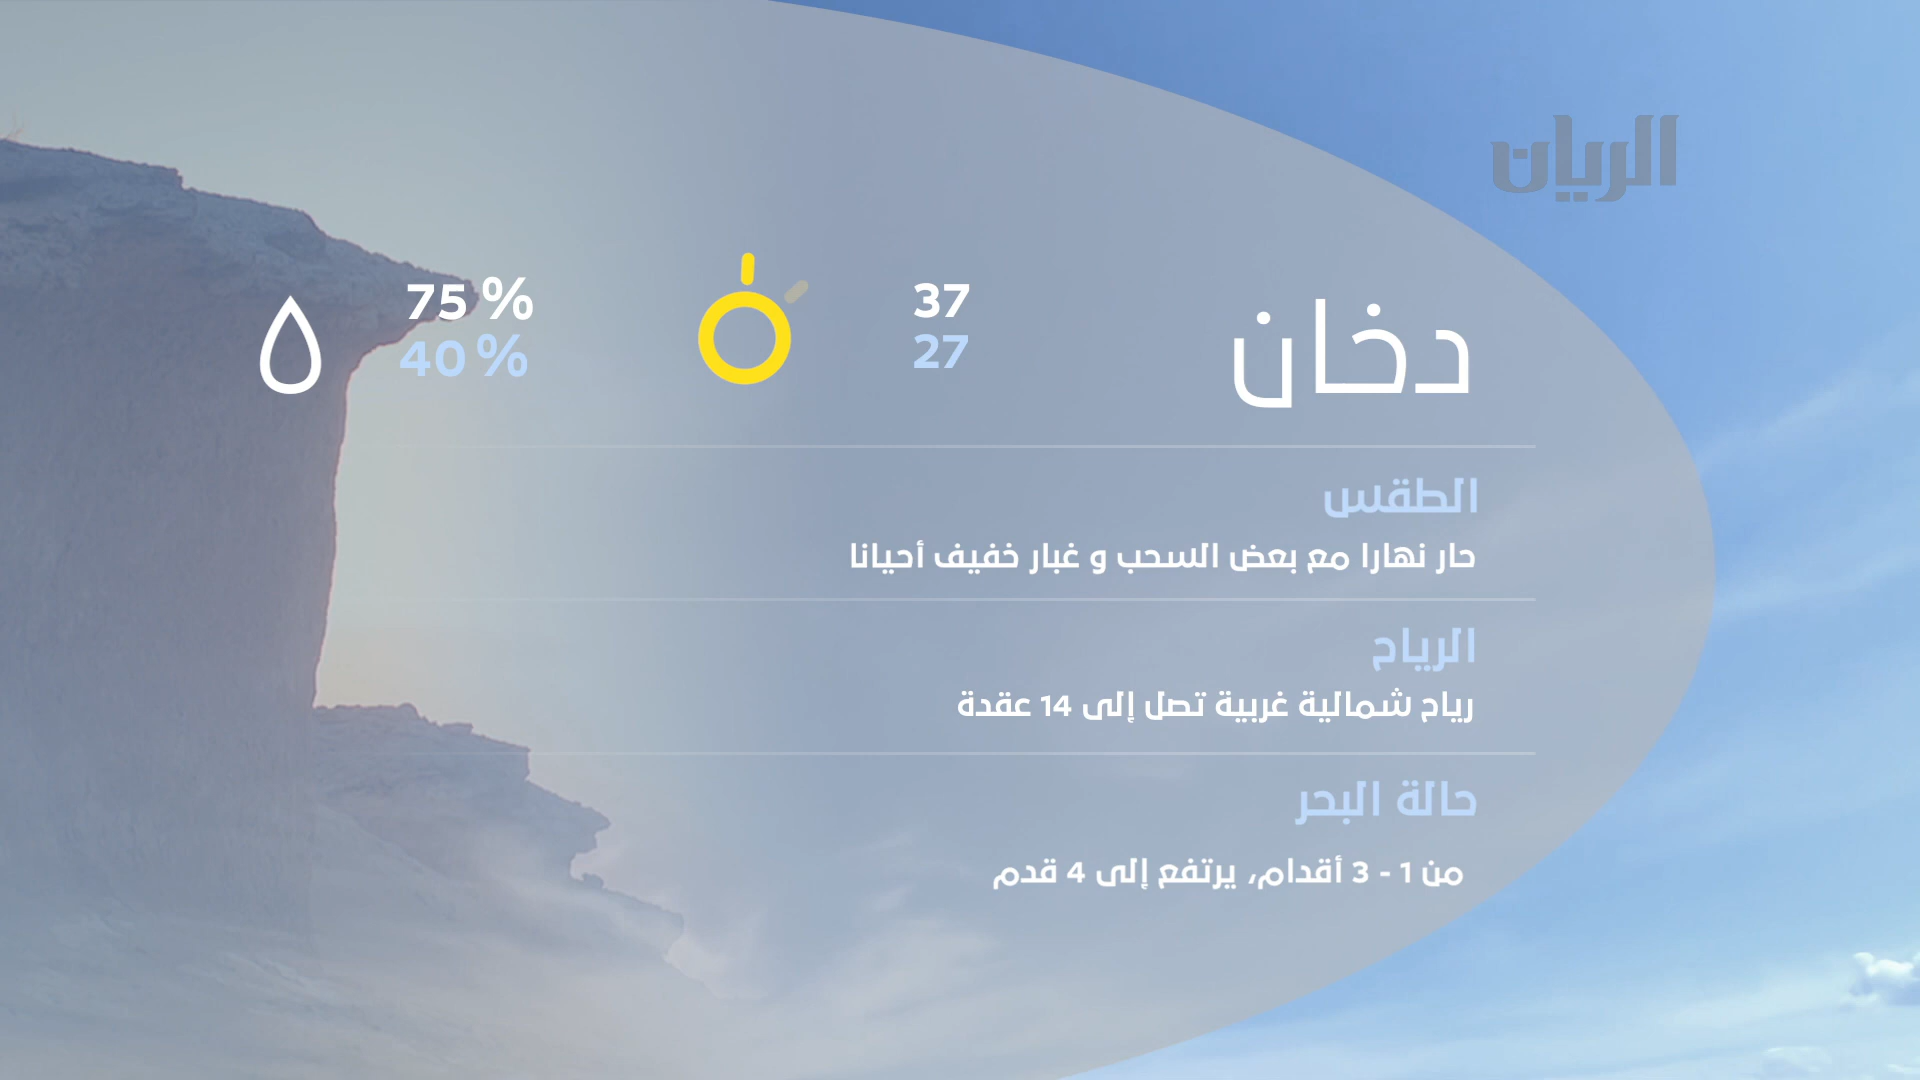 الريان
دخان
37
27
75 %
40 %
الطقس
حار نهارا مع بعض السحب و غبار خفيف أحيانا
الرياح
رياح شمالية غربية تصل إلى 14 عقدة
حالة البحر
من 1 - 3 أقدام، يرتفع إلى 4 قدم